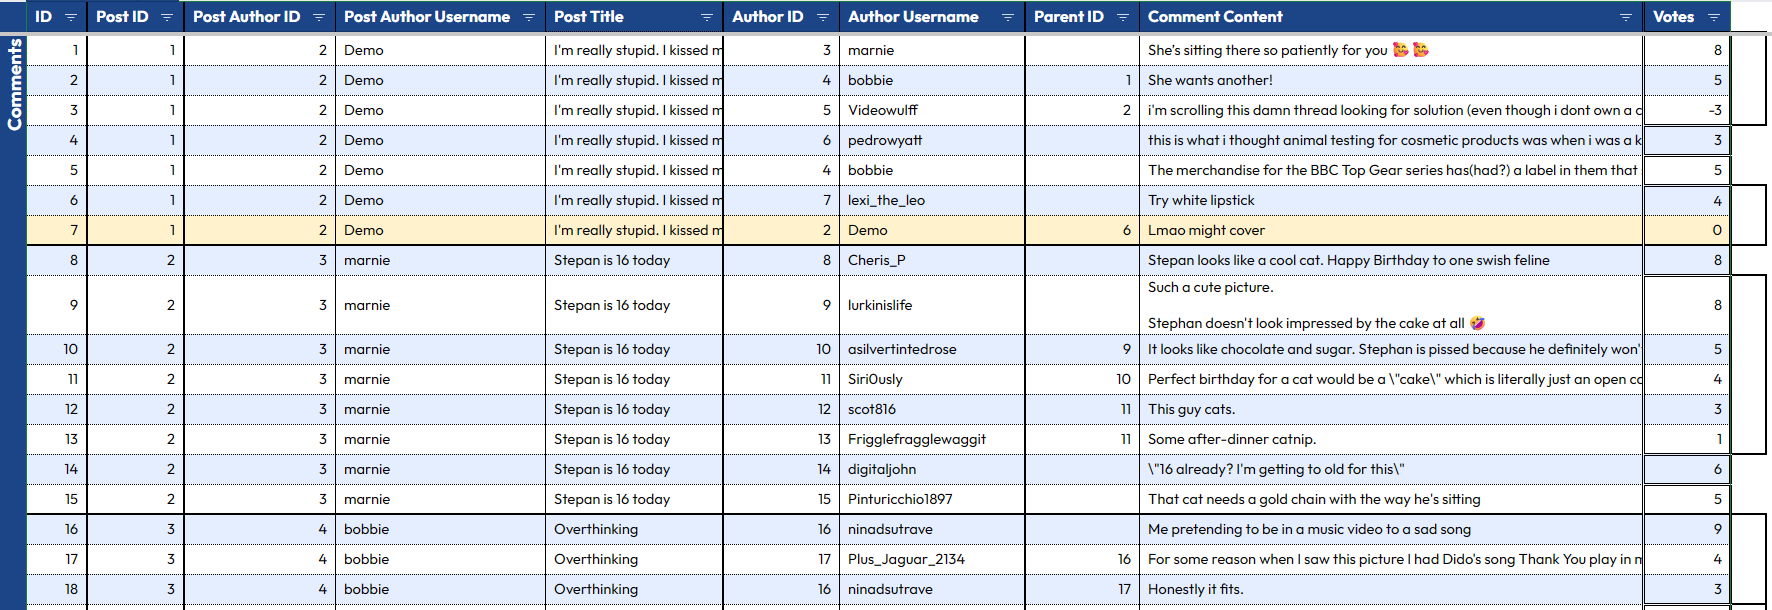 ID Post ID Post Author ID Post Author Username Post Title Author ID Author Username Parent ID Comment Content Votes
Comments
1 1 2 Demo I'm really stupid. I kissed m 3 marnie She's sitting there so patiently for you 🥰 🥰 8
2 1 2 Demo I'm really stupid. I kissed m 4 bobbie 1 She wants another! 5
3 1 2 Demo I'm really stupid. I kissed m 5 Videowulff 2 i'm scrolling this damn thread looking for solution (even though i dont own a c -3
4 1 2 Demo I'm really stupid. I kissed m 6 pedrowyatt this is what i thought animal testing for cosmetic products was when i was a k 3
5 1 2 Demo I'm really stupid. I kissed m 4 bobbie The merchandise for the BBC Top Gear series has(had?) a label in them that 5
6 1 2 Demo I'm really stupid. I kissed m 7 lexi_the_leo Try white lipstick 4
7 1 2 Demo I'm really stupid. I kissed m 2 Demo 6 Lmao might cover 0
8 2 3 marnie Stepan is 16 today 8 Cheris_P Stepan looks like a cool cat. Happy Birthday to one swish feline 8
9 2 3 marnie Stepan is 16 today 9 lurkinislife Such a cute picture. 8
Stephan doesn't look impressed by the cake at all 🤣
10 2 3 marnie Stepan is 16 today 10 asilvertintedrose 9 It looks like chocolate and sugar. Stephan is pissed because he definitely won' 5
11 2 3 marnie Stepan is 16 today 11 Siri0usly 10 Perfect birthday for a cat would be a \"cake\" which is literally just an open ca 4
12 2 3 marnie Stepan is 16 today 12 scot816 11 This guy cats. 3
13 2 3 marnie Stepan is 16 today 13 Frigglefragglewaggit 11 Some after-dinner catnip. 1
14 2 3 marnie Stepan is 16 today 14 digitaljohn \"16 already? I'm getting to old for this\" 6
15 2 3 marnie Stepan is 16 today 15 Pinturicchio1897 That cat needs a gold chain with the way he's sitting 5
16 3 4 bobbie Overthinking 16 ninadsutrave Me pretending to be in a music video to a sad song 9
17 3 4 bobbie Overthinking 17 Plus_Jaguar_2134 16 For some reason when I saw this picture I had Dido's song Thank You play in m 4
18 3 4 bobbie Overthinking 16 ninadsutrave 17 Honestly it fits. 3